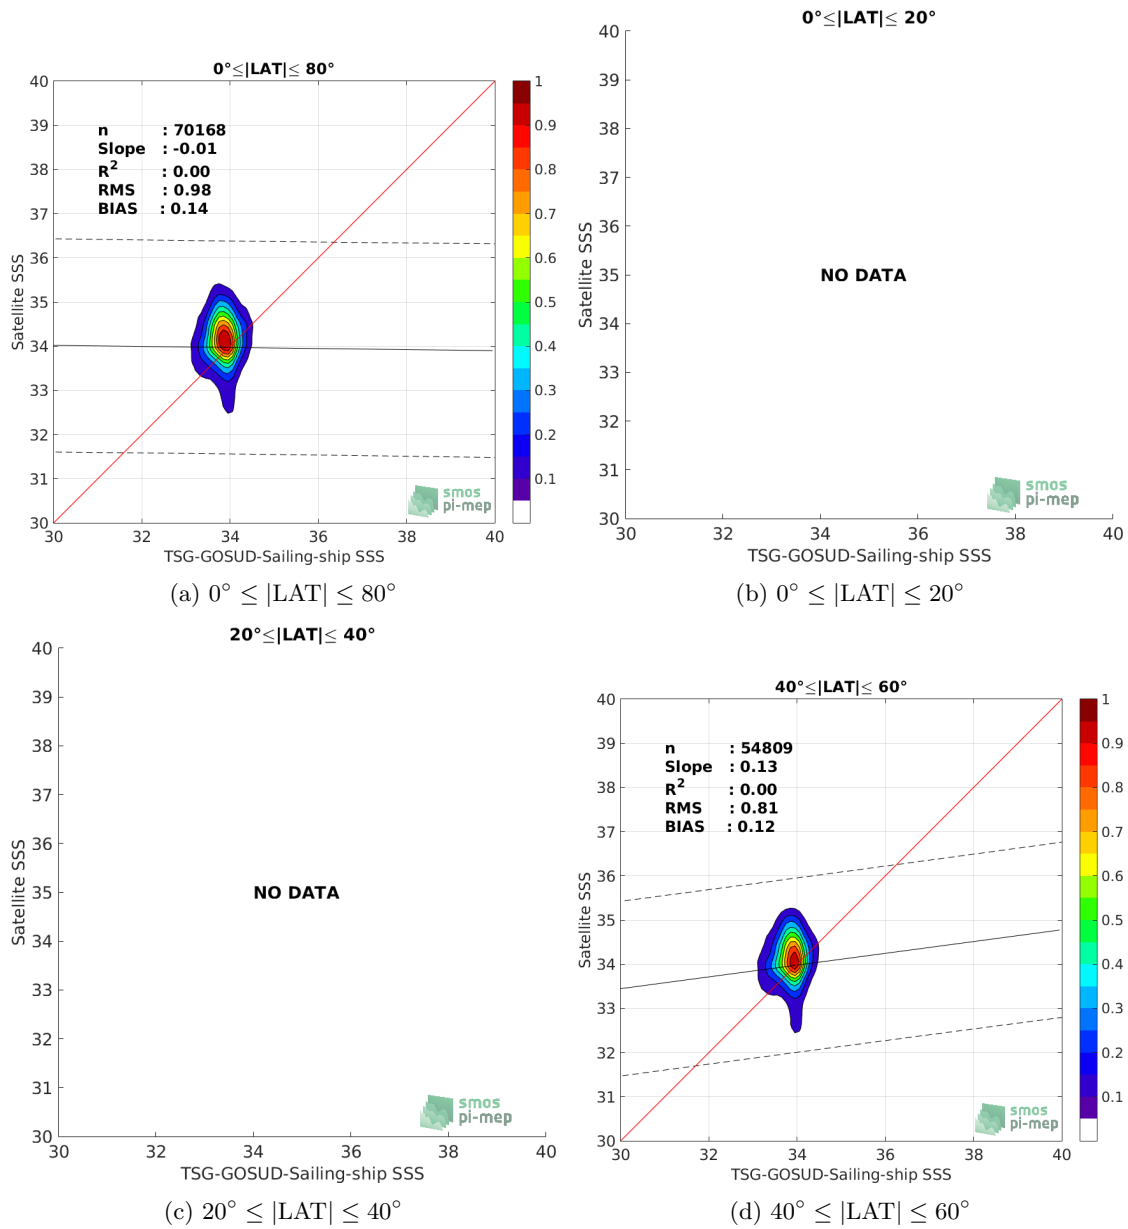 0°≤|LAT|≤ 80°
n : 70168
Slope : -0.01
R² : 0.00
RMS : 0.98
BIAS : 0.14
40
39
38
37
36
35
34
33
32
31
30
Satellite SSS
30 32 34 36 38 40
TSG-GOSUD-Sailing-ship SSS
1
0.9
0.8
0.7
0.6
0.5
0.4
0.3
0.2
0.1
smos
pi-mep
(a) 0° ≤ |LAT| ≤ 80°
0°≤|LAT|≤ 20°
40
39
38
37
36
35
34
33
32
31
30
Satellite SSS
NO DATA
smos
pi-mep
30 32 34 36 38 40
TSG-GOSUD-Sailing-ship SSS
(b) 0° ≤ |LAT| ≤ 20°
20°≤|LAT|≤ 40°
40
39
38
37
36
35
34
33
32
31
30
Satellite SSS
NO DATA
smos
pi-mep
30 32 34 36 38 40
TSG-GOSUD-Sailing-ship SSS
(c) 20° ≤ |LAT| ≤ 40°
40°≤|LAT|≤ 60°
n : 54809
Slope : 0.13
R² : 0.00
RMS : 0.81
BIAS : 0.12
40
39
38
37
36
35
34
33
32
31
30
Satellite SSS
30 32 34 36 38 40
TSG-GOSUD-Sailing-ship SSS
1
0.9
0.8
0.7
0.6
0.5
0.4
0.3
0.2
0.1
smos
pi-mep
(d) 40° ≤ |LAT| ≤ 60°